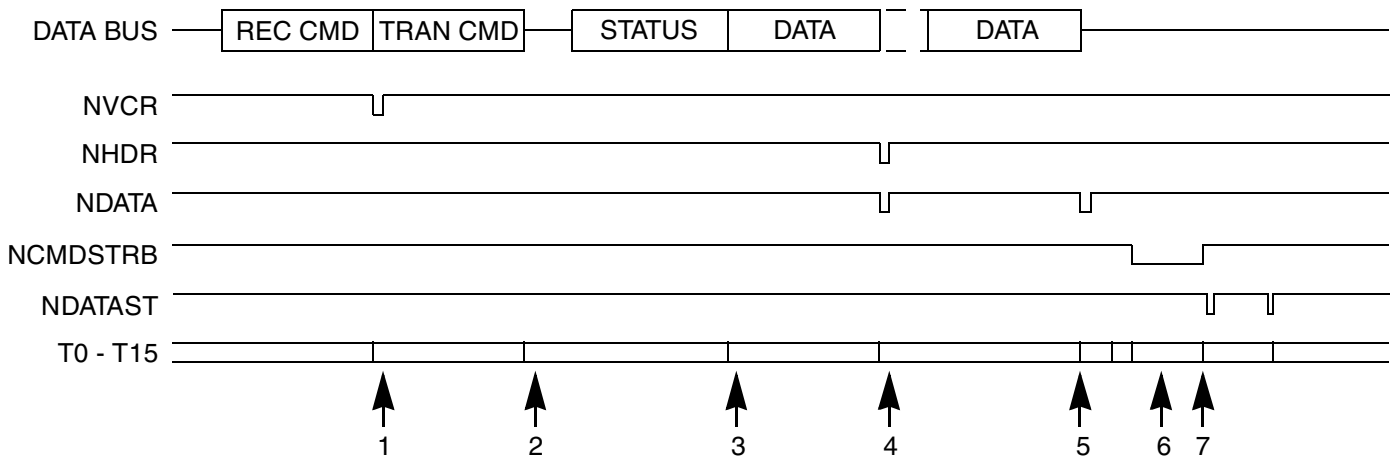 DATA BUS REC CMD TRAN CMD STATUS DATA DATA
NVCR
NHDR
NDATA
NCMDSTRB
NDATAST
T0 - T15
1 2 3 4 5 6 7